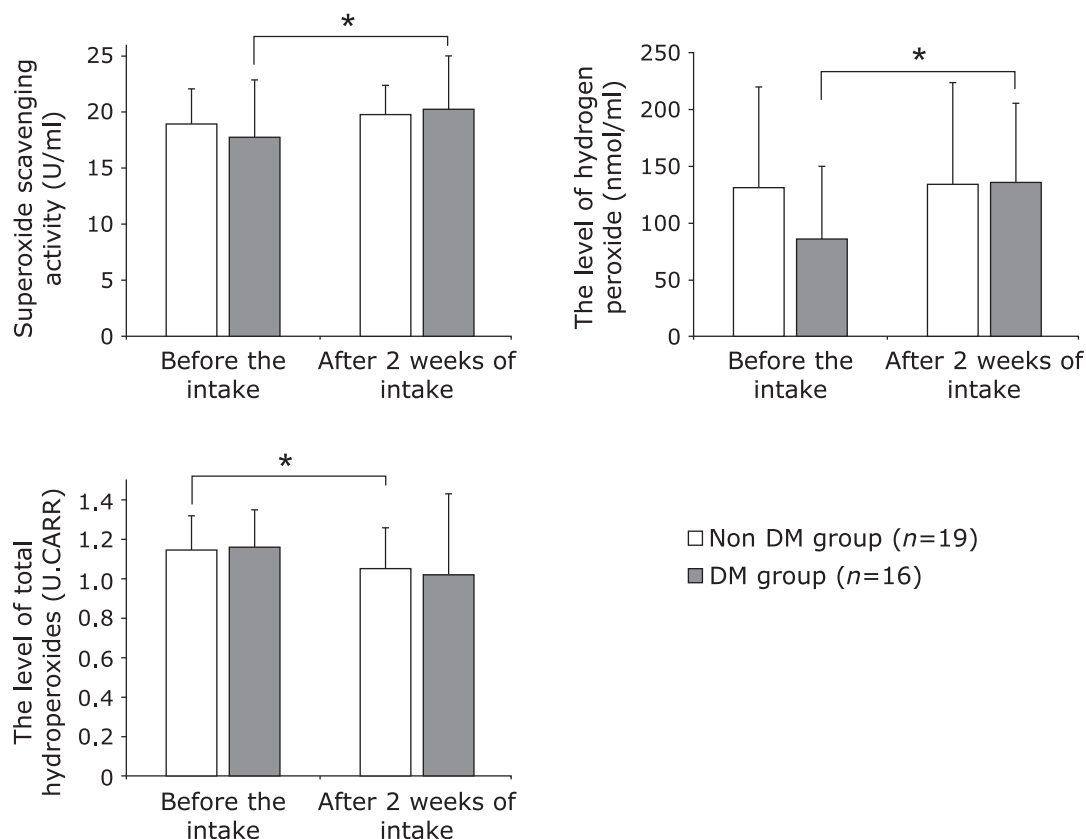 *
Superoxide scavenging
activity (U/ml)
25
20
15
10
5
0
Before the
intake
After 2 weeks of
intake
*
The level of hydrogen
peroxide (nmol/ml)
250
200
150
100
50
0
Before the
intake
After 2 weeks of
intake
*
The level of total
hydroperoxides (U.CARR)
1.4
1.2
1.0
0.8
0.6
0.4
0.2
0
Before the
intake
After 2 weeks of
intake
Non DM group (n=19)
DM group (n=16)